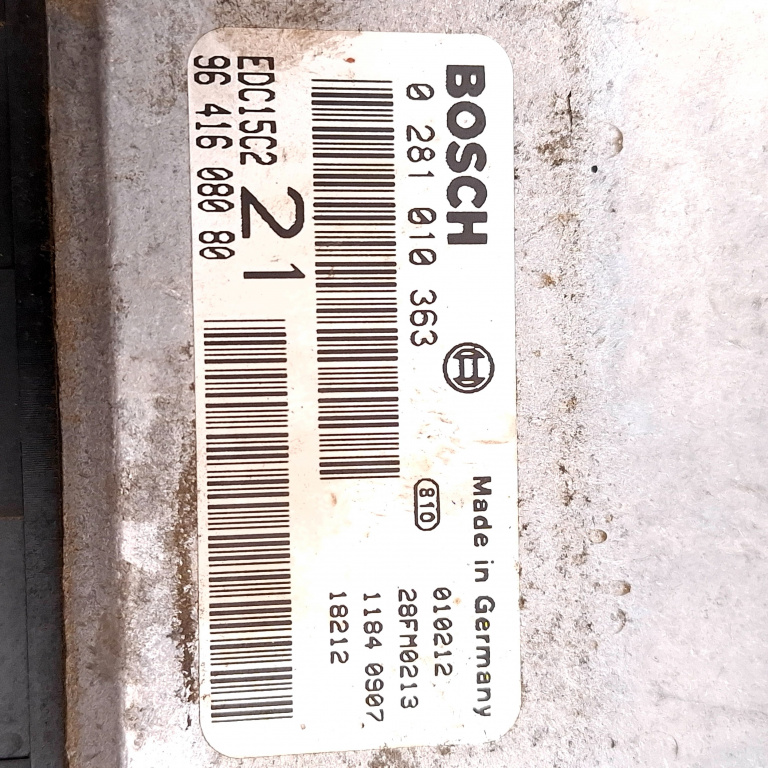 BOSCH
Made in Germany
0 281 010 363
810
010212
28FM0213
1184 0907
18212
21
EDC15C2
96 416 080 80